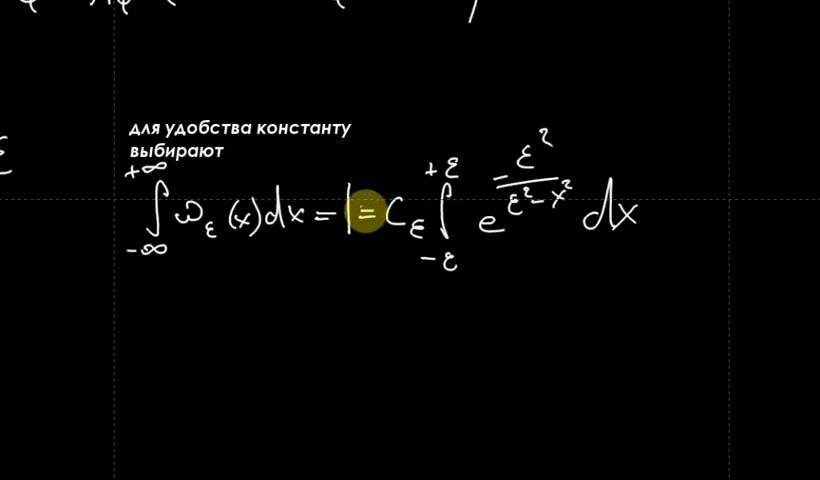 для удобства константу
выбирают
∫_{-∞}^{+∞} ω_ε(x)dx = 1 = C_ε ∫_{-ε}^{+ε} e^{-ε²/(ε²-x²)} dx